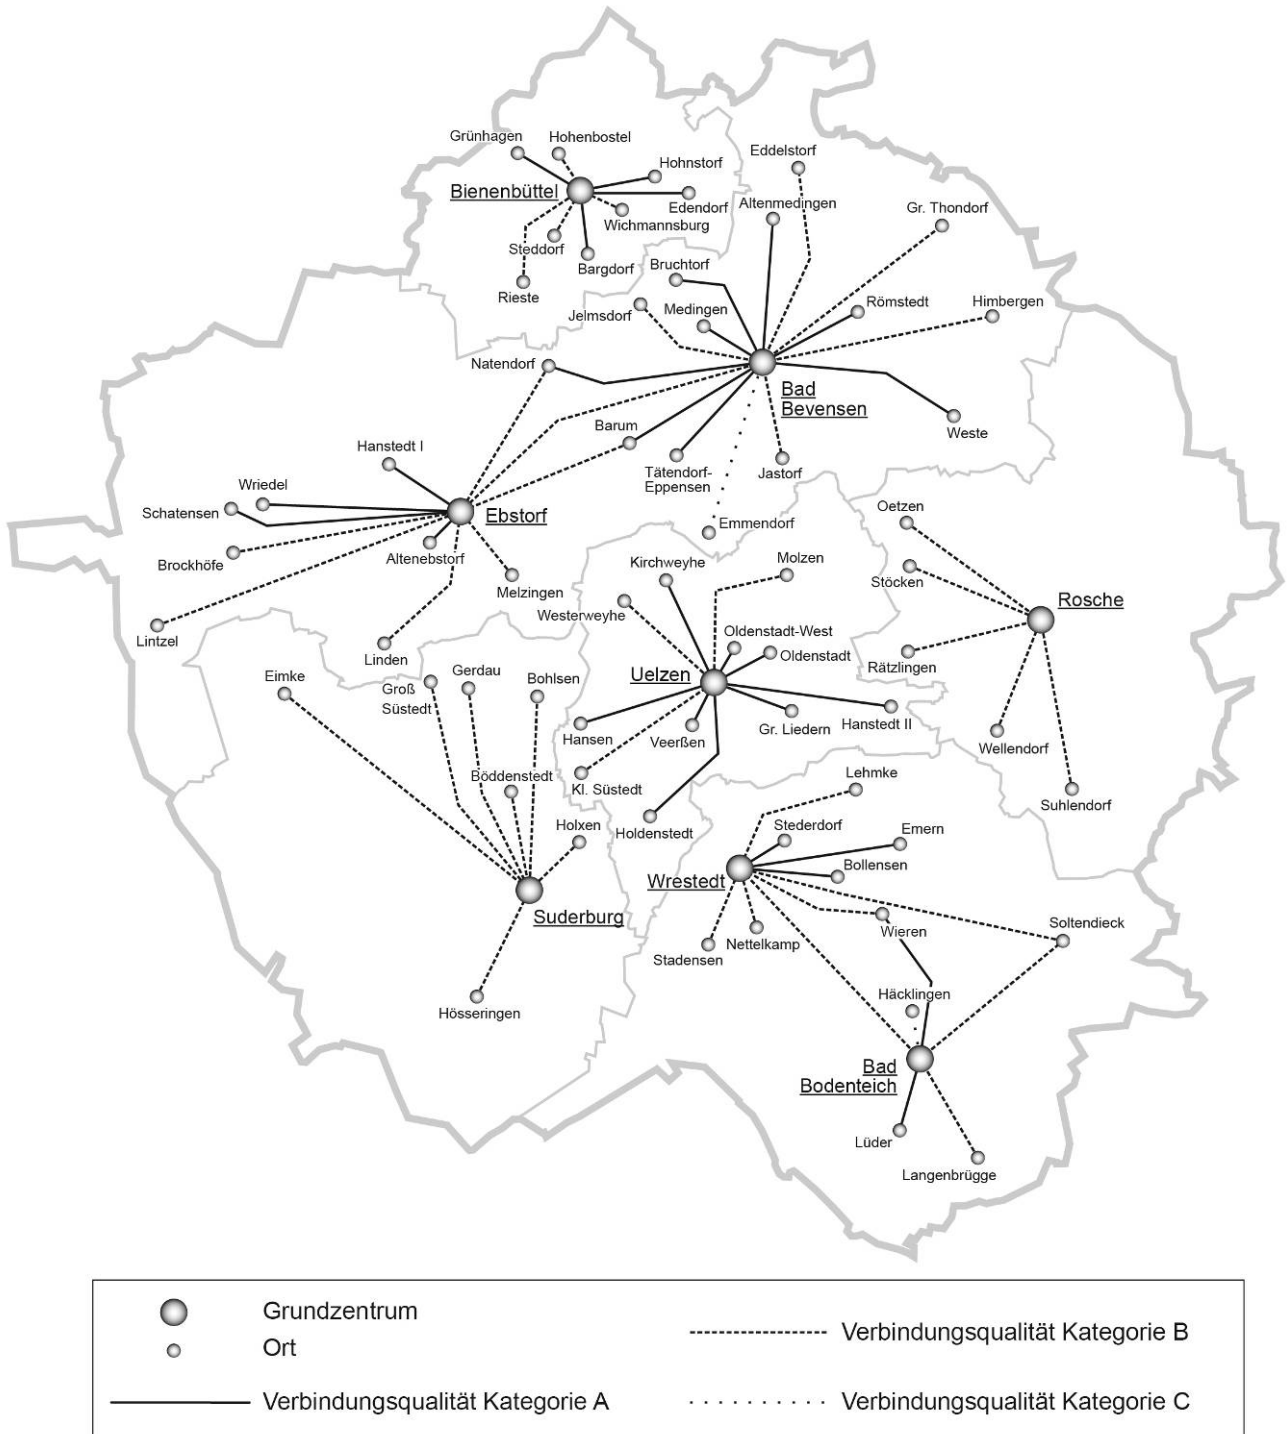 Grünhagen
Hohenbostel
Hohnstorf
Bienenbüttel
Edendorf
Wichmannsburg
Steddorf
Bargdorf
Rieste
Eddelstorf
Altenmedingen
Gr. Thondorf
Bruchtorf
Jelmsdorf
Medingen
Römstedt
Himbergen
Natendorf
Bad
Bevensen
Barum
Weste
Tätendorf-
Eppensen
Jastorf
Emmendorf
Hanstedt I
Wriedel
Schatensen
Ebstorf
Brockhöfe
Altenebstorf
Melzingen
Lintzel
Linden
Oetzen
Stöcken
Rosche
Rätzlingen
Wellendorf
Suhlendorf
Kirchweyhe
Molzen
Westerweyhe
Oldenstadt-West
Oldenstadt
Uelzen
Hansen
Veerßen
Gr. Liedern
Hanstedt II
Kl. Süstedt
Holdenstedt
Eimke
Groß
Süstedt
Gerdau
Bohlsen
Böddenstedt
Holxen
Suderburg
Hösseringen
Lehmke
Stederdorf
Emern
Bollensen
Wrestedt
Wieren
Soltendieck
Stadensen
Nettelkamp
Häcklingen
Bad
Bodenteich
Lüder
Langenbrügge
Grundzentrum
Ort
Verbindungsqualität Kategorie A
Verbindungsqualität Kategorie B
Verbindungsqualität Kategorie C